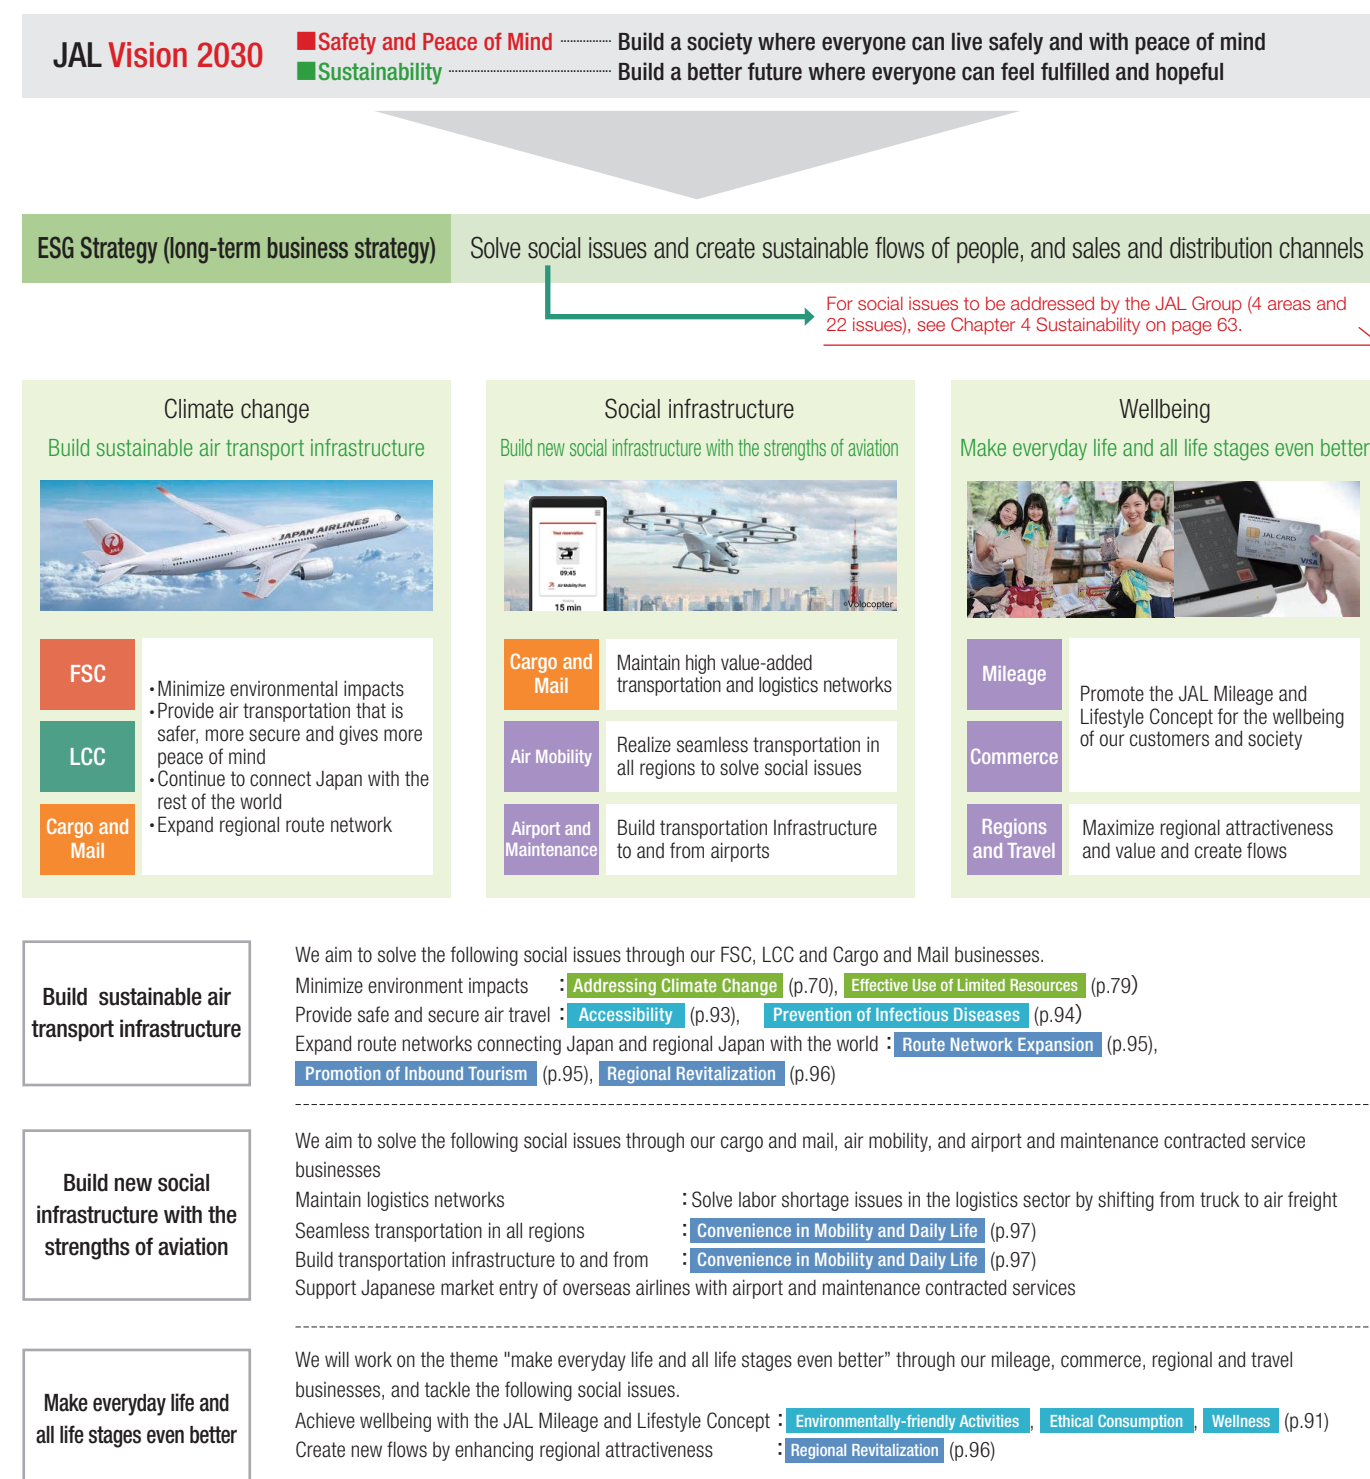 JAL Vision 2030
■Safety and Peace of Mind Build a society where everyone can live safely and with peace of mind
■Sustainability Build a better future where everyone can feel fulfilled and hopeful
ESG Strategy (long-term business strategy)
Solve social issues and create sustainable flows of people, and sales and distribution channels
For social issues to be addressed by the JAL Group (4 areas and
22 issues), see Chapter 4 Sustainability on page 63.
Climate change
Build sustainable air transport infrastructure
JAPAN AIRLINES
JAL
FSC
LCC
Cargo and
Mail
・Minimize environmental impacts
・Provide air transportation that is
safer, more secure and gives more
peace of mind
・Continue to connect Japan with the
rest of the world
・Expand regional route network
Social infrastructure
Build new social infrastructure with the strengths of aviation
Your reservation
09:45
Air Mobility Port
15 min
©Volocopter
Cargo and
Mail
Maintain high value-added
transportation and logistics networks
Air Mobility
Realize seamless transportation in
all regions to solve social issues
Airport and
Maintenance
Build transportation Infrastructure
to and from airports
Wellbeing
Make everyday life and all life stages even better
JAL CARD
VISA
Mileage
Commerce
Promote the JAL Mileage and
Lifestyle Concept for the wellbeing
of our customers and society
Regions
and Travel
Maximize regional attractiveness
and value and create flows
Build sustainable air
transport infrastructure
We aim to solve the following social issues through our FSC, LCC and Cargo and Mail businesses.
Minimize environment impacts : Addressing Climate Change (p.70), Effective Use of Limited Resources (p.79)
Provide safe and secure air travel : Accessibility (p.93), Prevention of Infectious Diseases (p.94)
Expand route networks connecting Japan and regional Japan with the world : Route Network Expansion (p.95),
Promotion of Inbound Tourism (p.95), Regional Revitalization (p.96)
Build new social
infrastructure with the
strengths of aviation
We aim to solve the following social issues through our cargo and mail, air mobility, and airport and maintenance contracted service
businesses
Maintain logistics networks : Solve labor shortage issues in the logistics sector by shifting from truck to air freight
Seamless transportation in all regions : Convenience in Mobility and Daily Life (p.97)
Build transportation infrastructure to and from : Convenience in Mobility and Daily Life (p.97)
Support Japanese market entry of overseas airlines with airport and maintenance contracted services
Make everyday life and
all life stages even better
We will work on the theme "make everyday life and all life stages even better” through our mileage, commerce, regional and travel
businesses, and tackle the following social issues.
Achieve wellbeing with the JAL Mileage and Lifestyle Concept : Environmentally-friendly Activities , Ethical Consumption , Wellness (p.91)
Create new flows by enhancing regional attractiveness : Regional Revitalization (p.96)